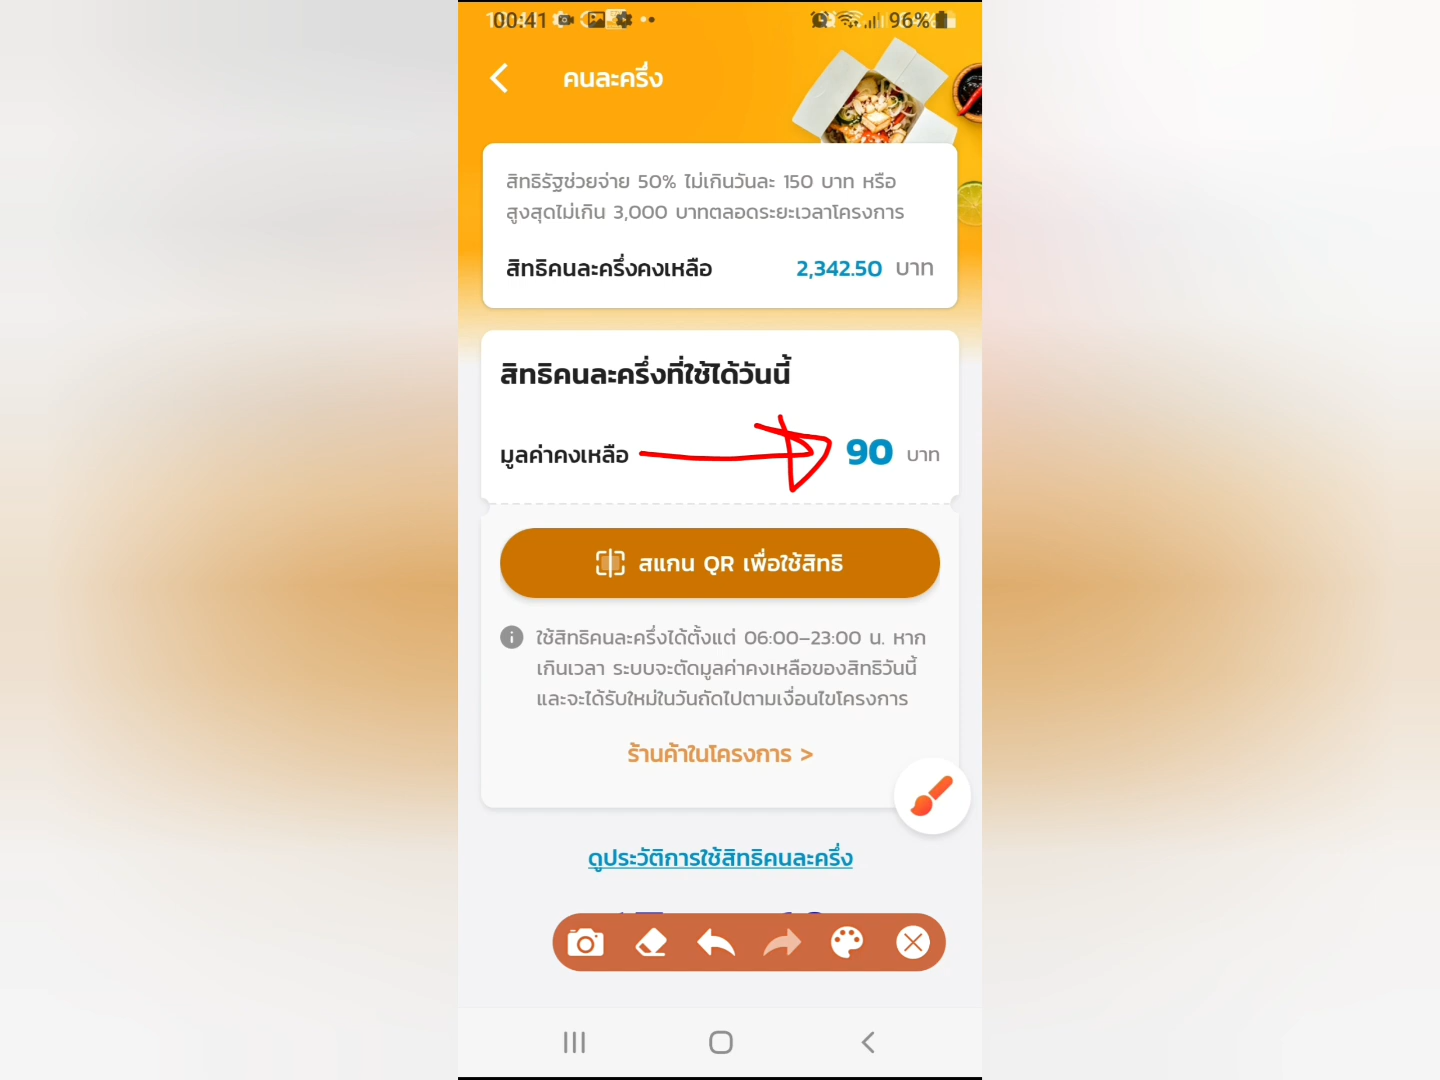 00:41
96%
คนละครึ่ง
สิทธิรัฐช่วยจ่าย 50% ไม่เกินวันละ 150 บาท หรือ
สูงสุดไม่เกิน 3,000 บาทตลอดระยะเวลาโครงการ
สิทธิคนละครึ่งคงเหลือ 2,342.50 บาท
สิทธิคนละครึ่งที่ใช้ได้วันนี้
มูลค่าคงเหลือ 90 บาท
สแกน QR เพื่อใช้สิทธิ
ใช้สิทธิคนละครึ่งได้ตั้งแต่ 06:00–23:00 น. หาก
เกินเวลา ระบบจะตัดมูลค่าคงเหลือของสิทธิวันนี้
และจะได้รับใหม่ในวันถัดไปตามเงื่อนไขโครงการ
ร้านค้าในโครงการ >
ดูประวัติการใช้สิทธิคนละครึ่ง